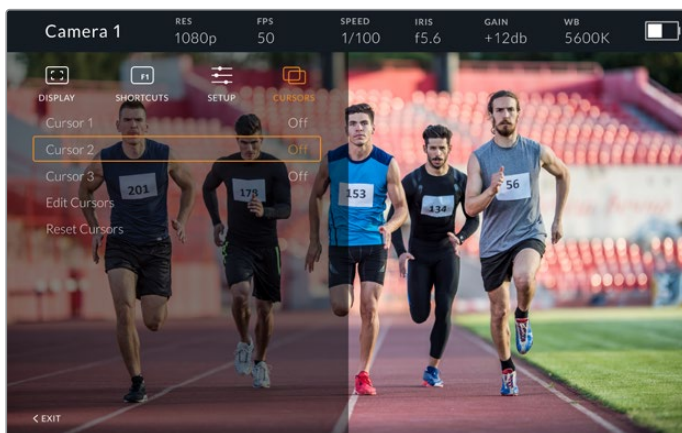 Camera 1
RES
1080p
FPS
50
SPEED
1/100
IRIS
f5.6
GAIN
+12db
WB
5600K
DISPLAY
F1
SHORTCUTS
SETUP
CURSORS
Cursor 1 Off
Cursor 2 Off
Cursor 3 Off
Edit Cursors
Reset Cursors
201
178
153
134
56
< EXIT